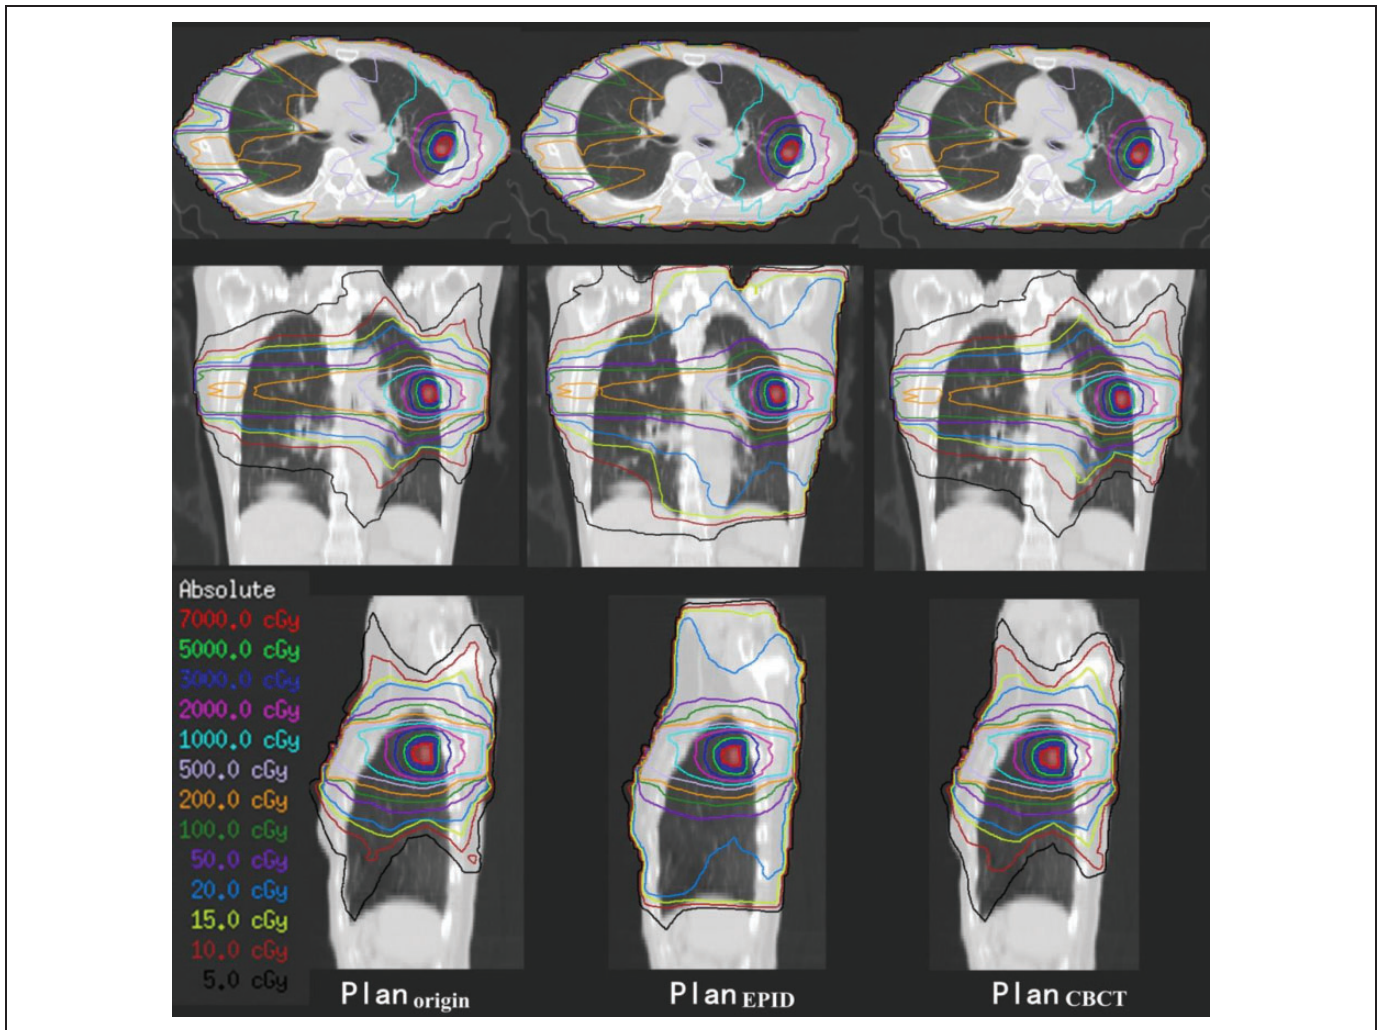 Absolute
7000.0 cGy
5000.0 cGy
3000.0 cGy
2000.0 cGy
1000.0 cGy
500.0 cGy
200.0 cGy
100.0 cGy
50.0 cGy
20.0 cGy
15.0 cGy
10.0 cGy
5.0 cGy
Plan origin
Plan EPID
Plan CBCT